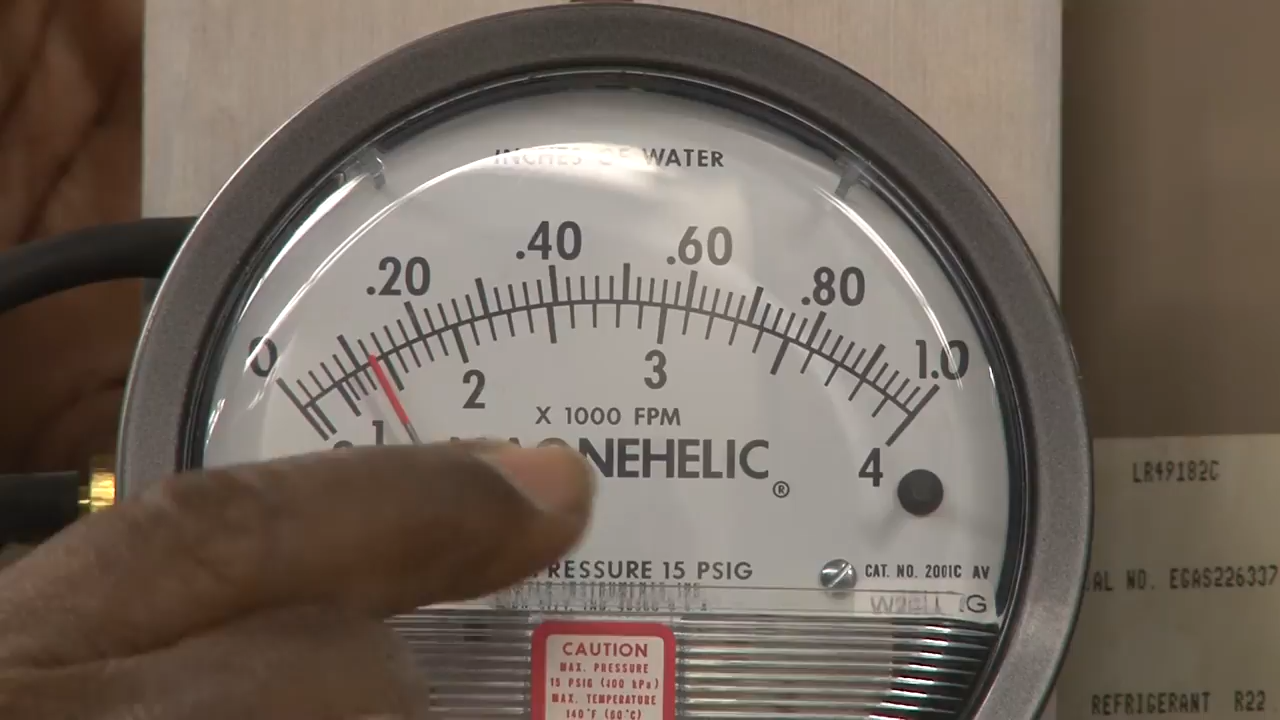 INCHES OF WATER
0 .20 .40 .60 .80 1.0
1 2 3 4
X 1000 FPM
NEHELIC®
PRESSURE 15 PSIG
CAT. NO. 2001C AV
CAUTION
MAX. PRESSURE
15 PSIG (100 kPa)
MAX. TEMPERATURE
140°F (60°C)
LR49182C
AL NO. EGAS226337
REFRIGERANT R22